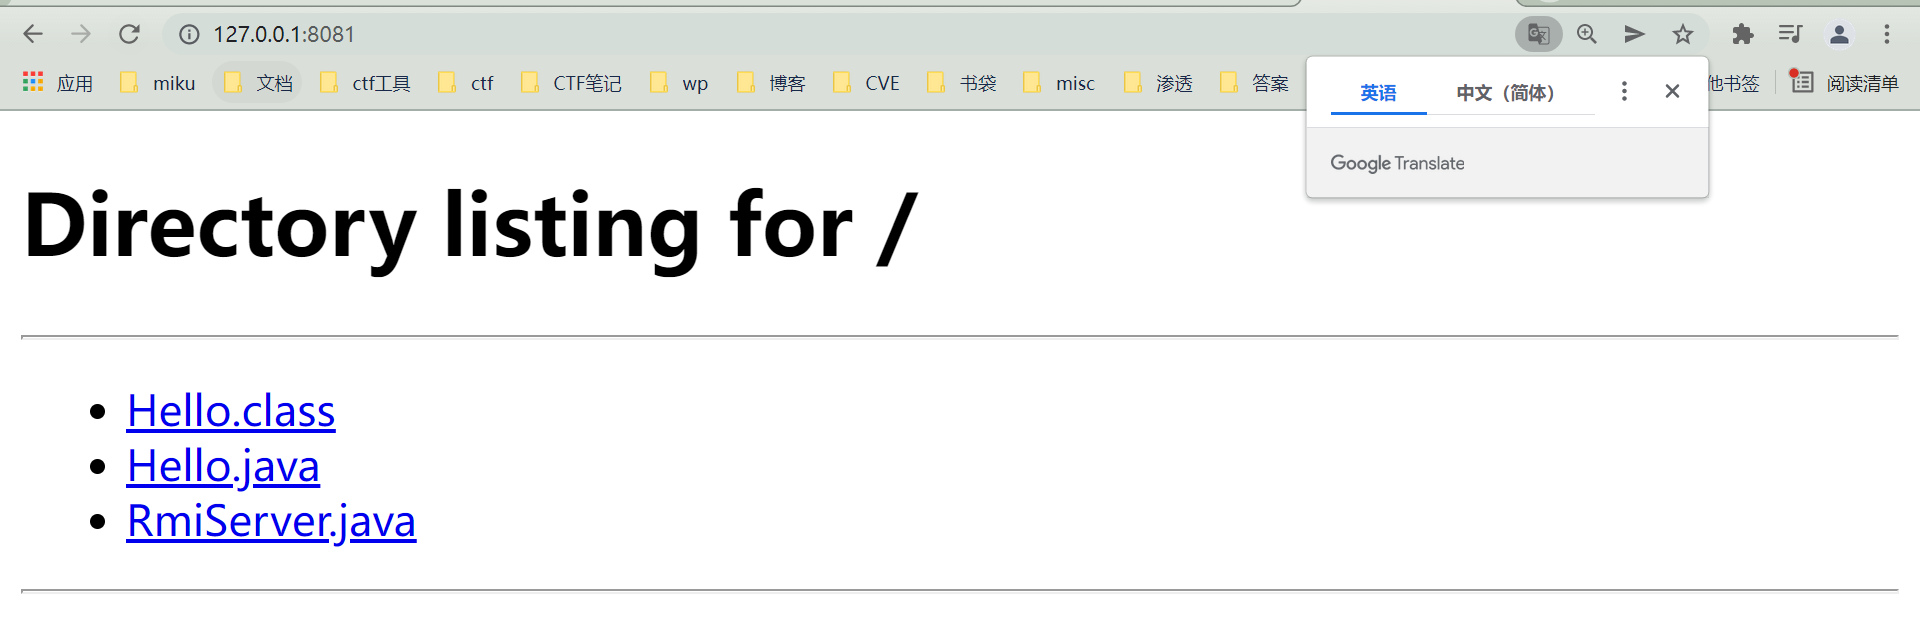 127.0.0.1:8081
应用 miku 文档 ctf工具 ctf CTF笔记 wp 博客 CVE 书袋 misc 渗透 答案 他书签 阅读清单
英语 中文（简体）
Google Translate
Directory listing for /
Hello.class
Hello.java
RmiServer.java